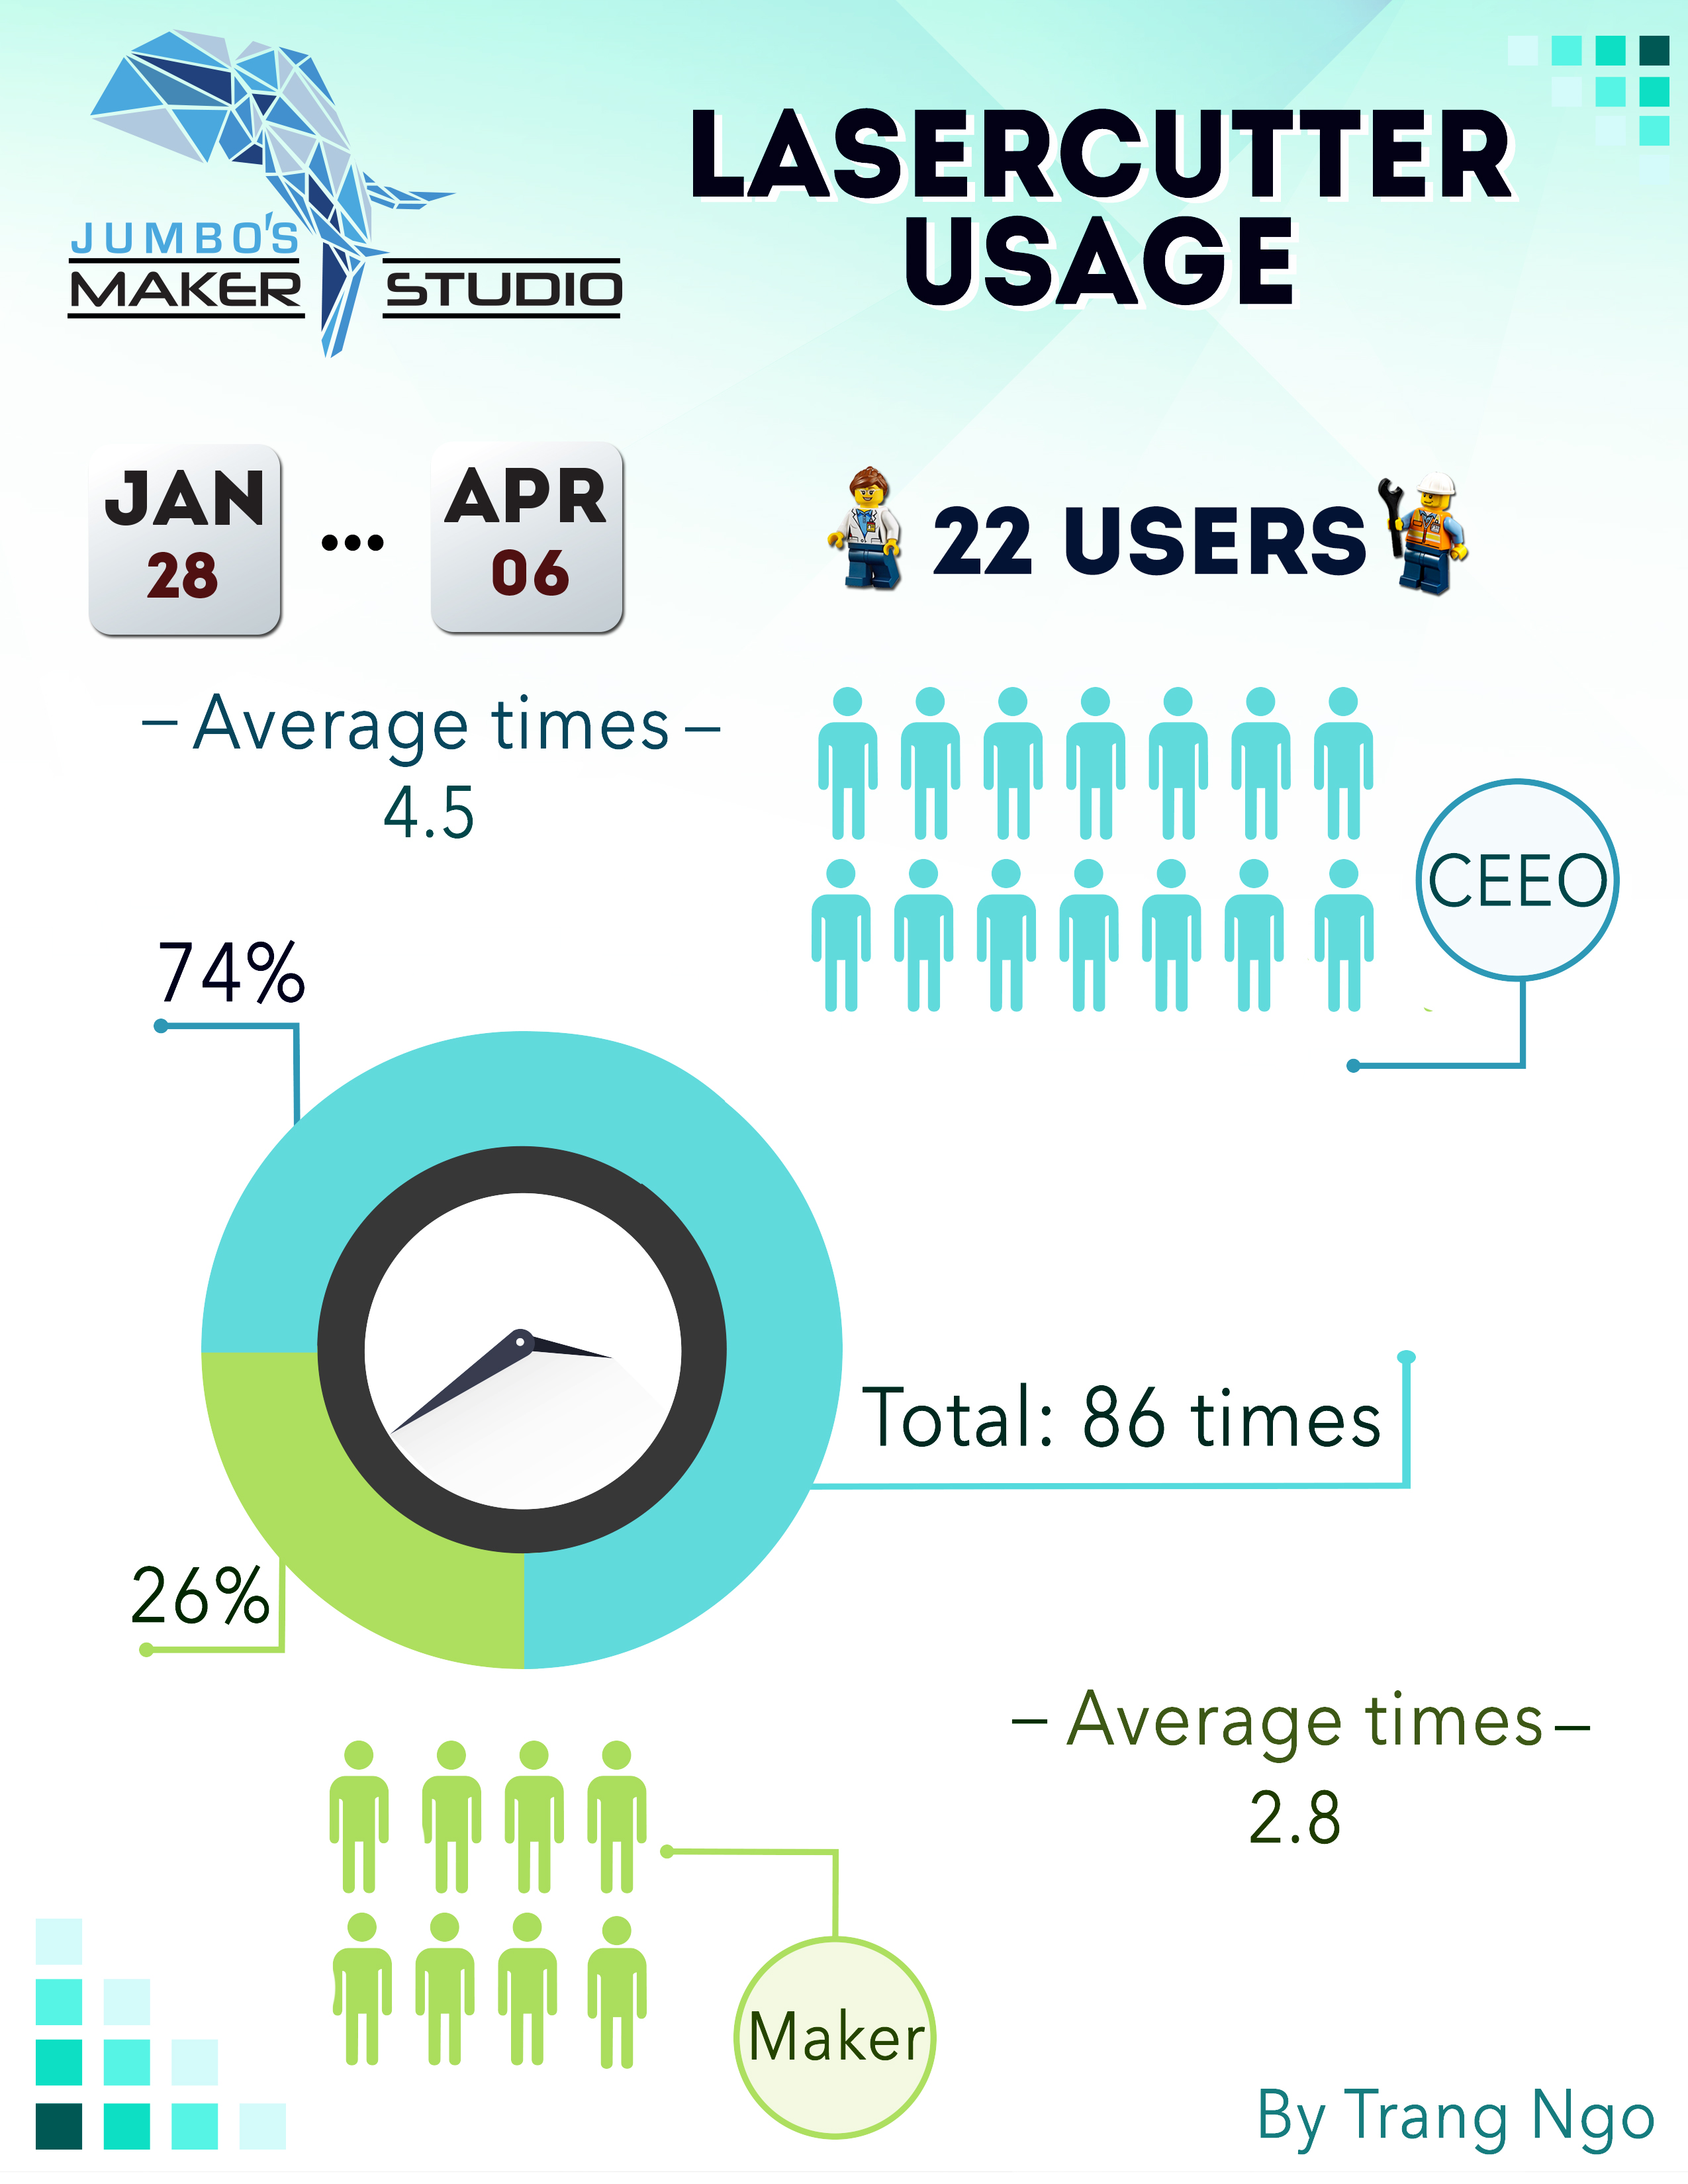 JUMBO'S
MAKER STUDIO
LASERCUTTER
USAGE
JAN
28
...
APR
06
22 USERS
– Average times –
4.5
CEEO
74%
Total: 86 times
26%
– Average times –
2.8
Maker
By Trang Ngo